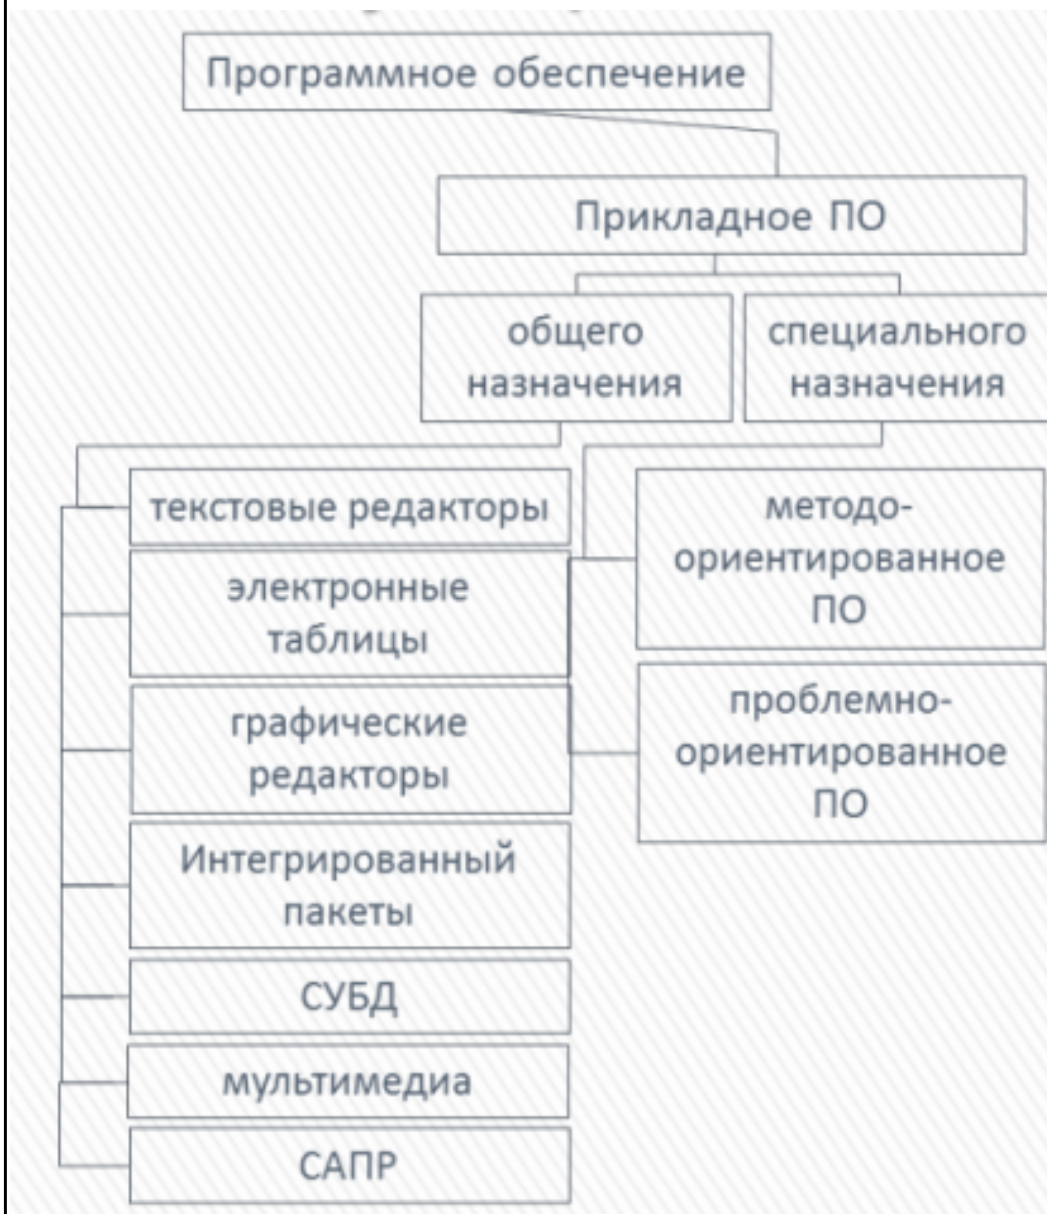 Программное обеспечение
Прикладное ПО
общего
назначения
специального
назначения
текстовые редакторы
электронные
таблицы
графические
редакторы
Интегрированный
пакеты
СУБД
мультимедиа
САПР
методо-
ориентированное
ПО
проблемно-
ориентированное
ПО